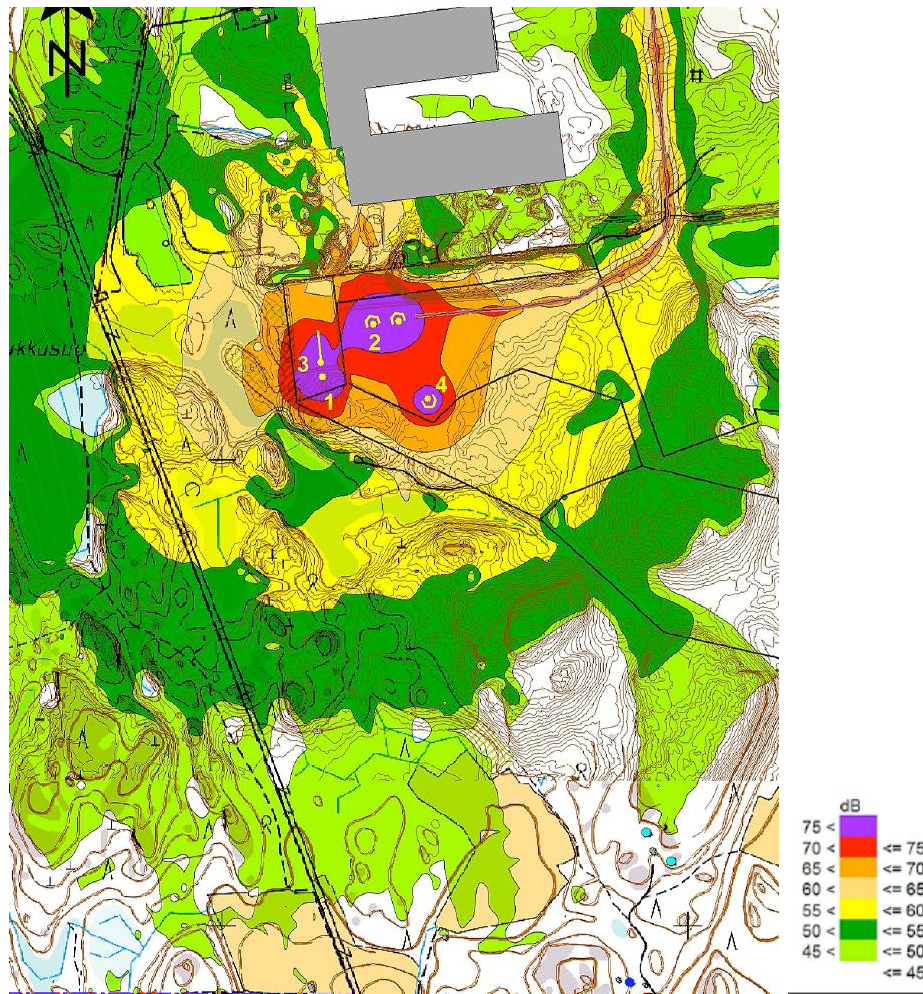 N
ukkusuo
2
3
4
1
dB
75 <
70 < <= 75
65 < <= 70
60 < <= 65
55 < <= 60
50 < <= 55
45 < <= 50
<= 45